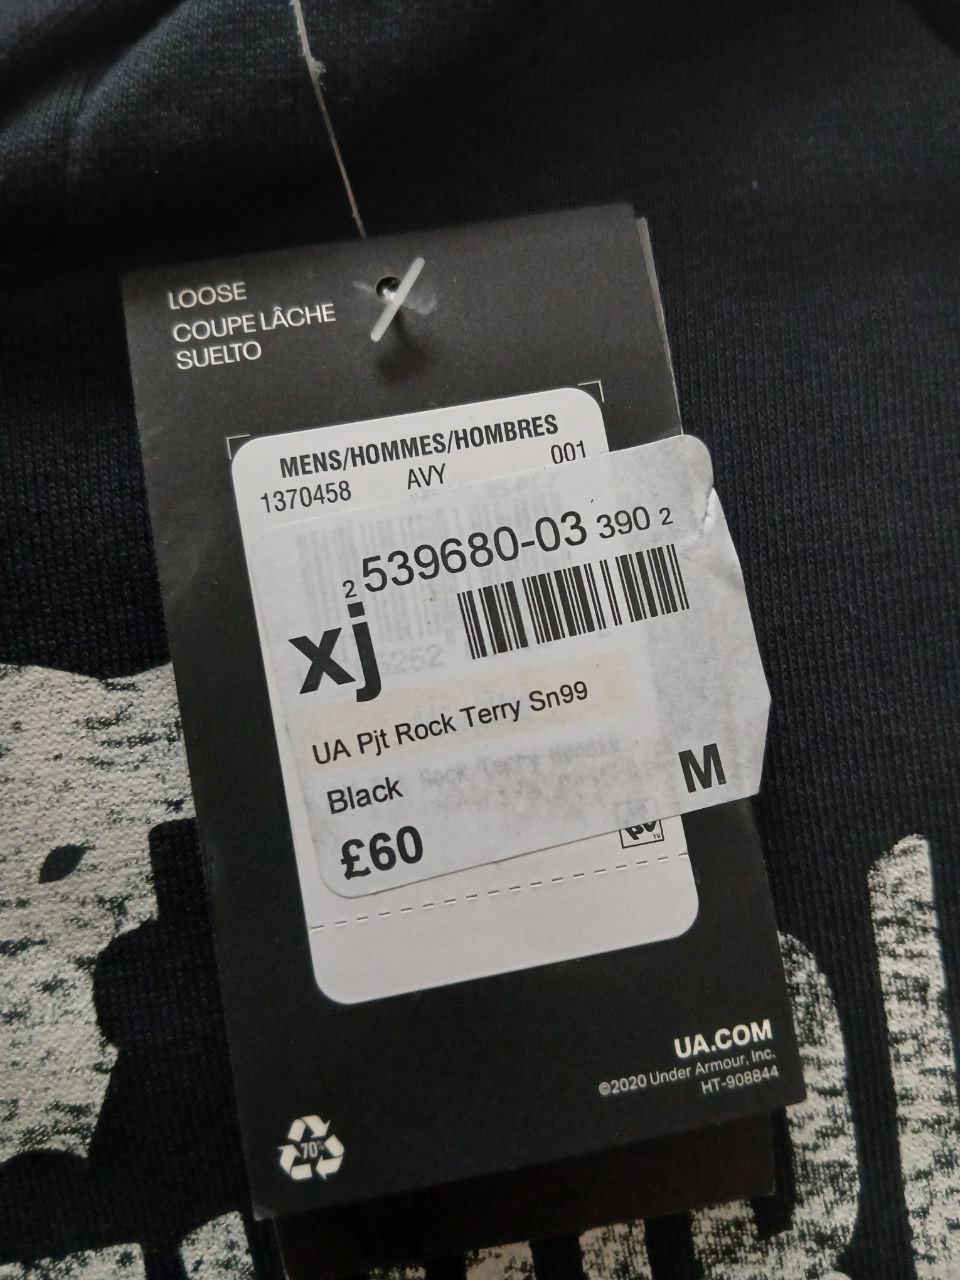 LOOSE
COUPE LÂCHE
SUELTO
MENS/HOMMES/HOMBRES
1370458 AVY 001
2 539680-03 390 2
xj
UA Pjt Rock Terry Sn99
Black
M
£60
UA.COM
©2020 Under Armour, Inc.
HT-908844
70%